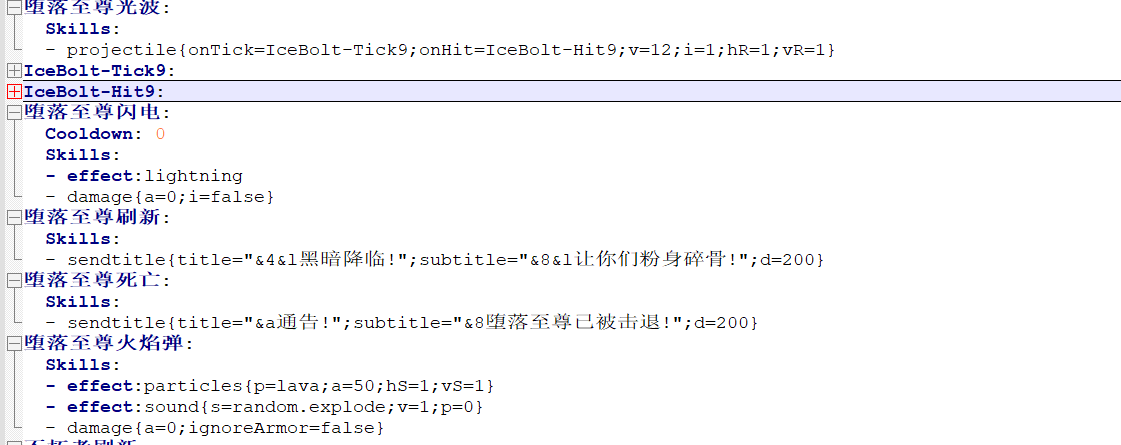 堕落至尊光波:
Skills:
- projectile{onTick=IceBolt-Tick9;onHit=IceBolt-Hit9;v=12;i=1;hR=1;vR=1}
IceBolt-Tick9:
IceBolt-Hit9:
堕落至尊闪电:
Cooldown: 0
Skills:
- effect:lightning
- damage{a=0;i=false}
堕落至尊刷新:
Skills:
- sendtitle{title="&4&l黑暗降临!";subtitle="&8&l让你们粉身碎骨!";d=200}
堕落至尊死亡:
Skills:
- sendtitle{title="&a通告!";subtitle="&8堕落至尊已被击退!";d=200}
堕落至尊火焰弹:
Skills:
- effect:particles{p=lava;a=50;hS=1;vS=1}
- effect:sound{s=random.explode;v=1;p=0}
- damage{a=0;ignoreArmor=false}